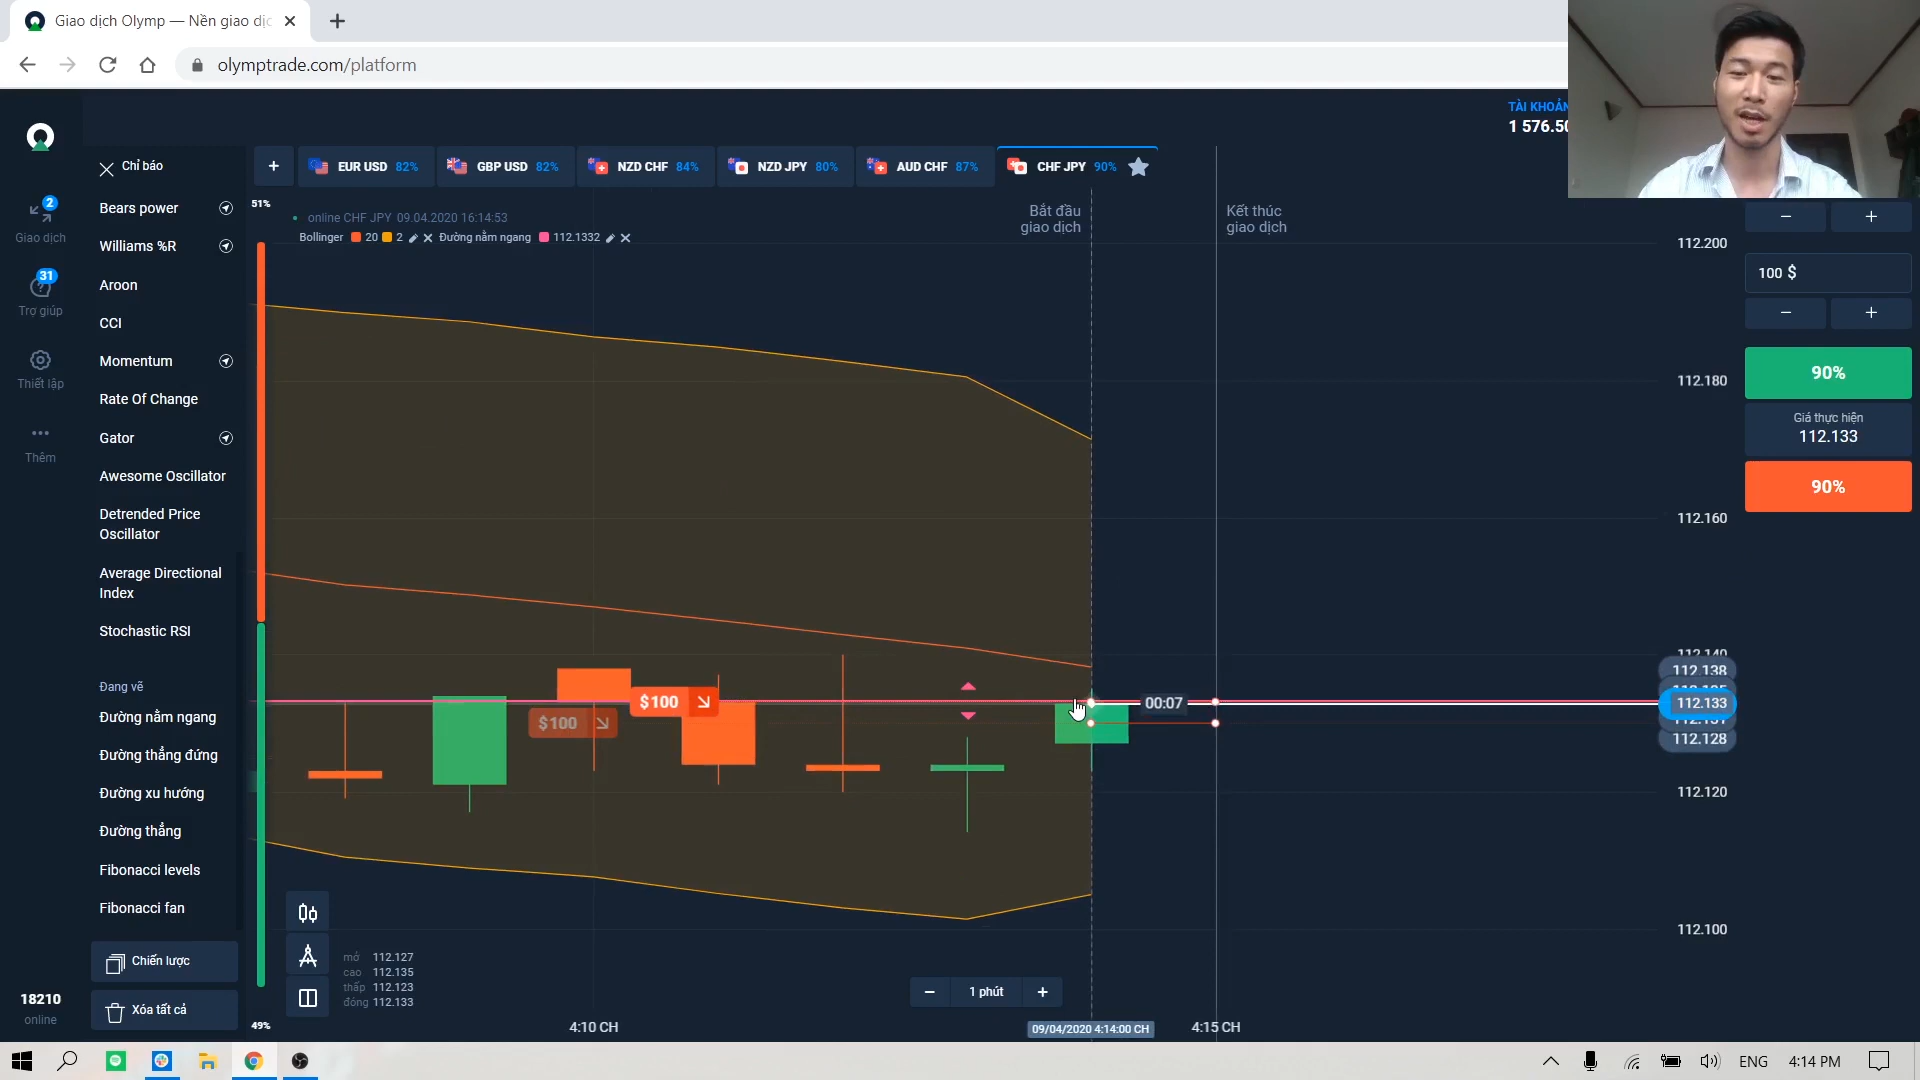 Giao dịch Olymp — Nền giao dịc
olymptrade.com/platform
TÀI KHOẢN
1 576.50
Chỉ báo
EUR USD 82%
GBP USD 82%
NZD CHF 84%
NZD JPY 80%
AUD CHF 87%
CHF JPY 90%
2
Giao dịch
31
Trợ giúp
Thiết lập
Thêm
18210
online
Bears power
Williams %R
Aroon
CCI
Momentum
Rate Of Change
Gator
Awesome Oscillator
Detrended Price
Oscillator
Average Directional
Index
Stochastic RSI
Đang vẽ
Đường nằm ngang
Đường thẳng đứng
Đường xu hướng
Đường thẳng
Fibonacci levels
Fibonacci fan
Chiến lược
Xóa tất cả
51%
49%
online CHF JPY 09.04.2020 16:14:53
Bollinger 20 2 Đường nằm ngang 112.1332
Bắt đầu
giao dịch
Kết thúc
giao dịch
$100
$100
00:07
112.200
112.180
112.160
112.140
112.138
112.133
112.131
112.128
112.120
112.100
mở 112.127
cao 112.135
thấp 112.123
đóng 112.133
1 phút
4:10 CH
09/04/2020 4:14:00 CH
4:15 CH
100 $
90%
Giá thực hiện
112.133
90%
ENG
4:14 PM